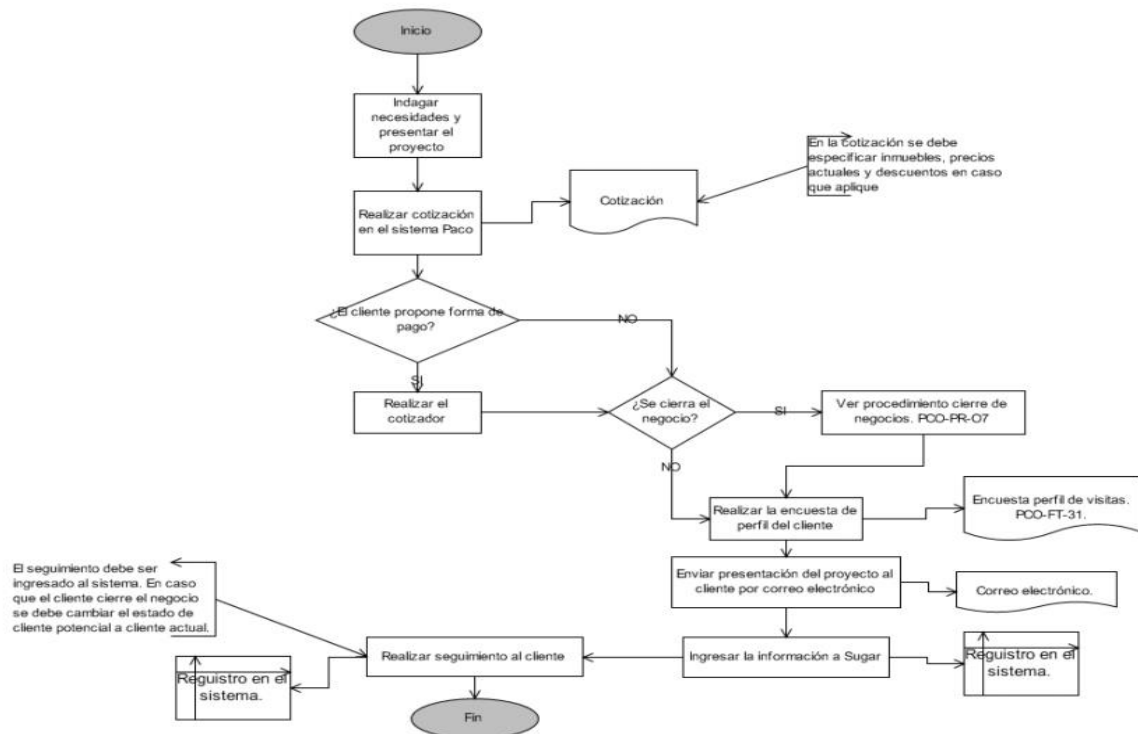 Inicio
Indagar
necesidades y
presentar el
proyecto
En la cotización se debe
especificar inmuebles, precios
actuales y descuentos en caso
que aplique
Realizar cotización
en el sistema Paco
Cotización
¿El cliente propone forma de
pago?
NO
SI
Realizar el
cotizador
¿Se cierra el
negocio?
SI
Ver procedimiento cierre de
negocios. PCO-PR-O7
NO
Realizar la encuesta de
perfil del cliente
Encuesta perfil de visitas.
PCO-FT-31.
El seguimiento debe ser
ingresado al sistema. En caso
que el cliente cierre el negocio
se debe cambiar el estado de
cliente potencial a cliente actual.
Enviar presentación del proyecto al
cliente por correo electrónico
Correo electrónico.
Reguistro en el
sistema.
Realizar seguimiento al cliente
Ingresar la información a Sugar
Reguistro en el
sistema.
Fin